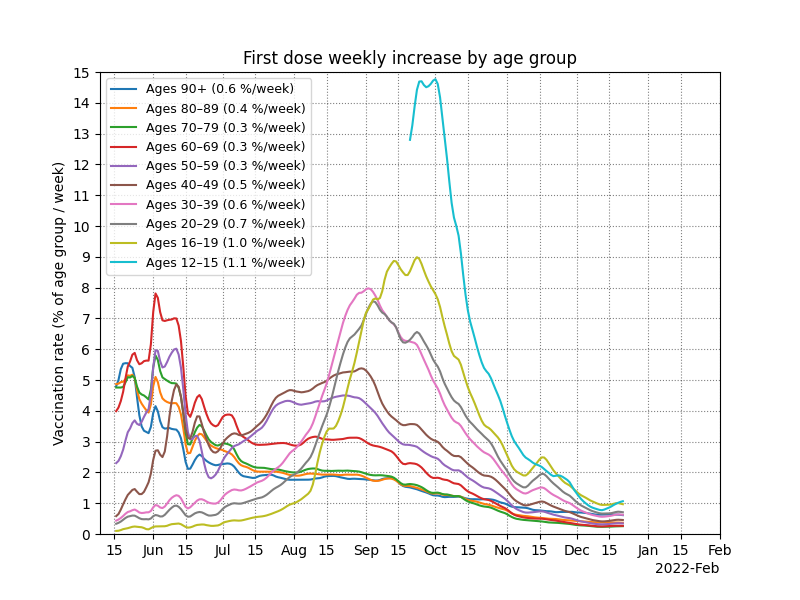 First dose weekly increase by age group
Vaccination rate (% of age group / week)
15
14
13
12
11
10
9
8
7
6
5
4
3
2
1
0
Ages 90+ (0.6 %/week)
Ages 80–89 (0.4 %/week)
Ages 70–79 (0.3 %/week)
Ages 60–69 (0.3 %/week)
Ages 50–59 (0.3 %/week)
Ages 40–49 (0.5 %/week)
Ages 30–39 (0.6 %/week)
Ages 20–29 (0.7 %/week)
Ages 16–19 (1.0 %/week)
Ages 12–15 (1.1 %/week)
15 Jun 15 Jul 15 Aug 15 Sep 15 Oct 15 Nov 15 Dec 15 Jan 15 Feb
2022-Feb